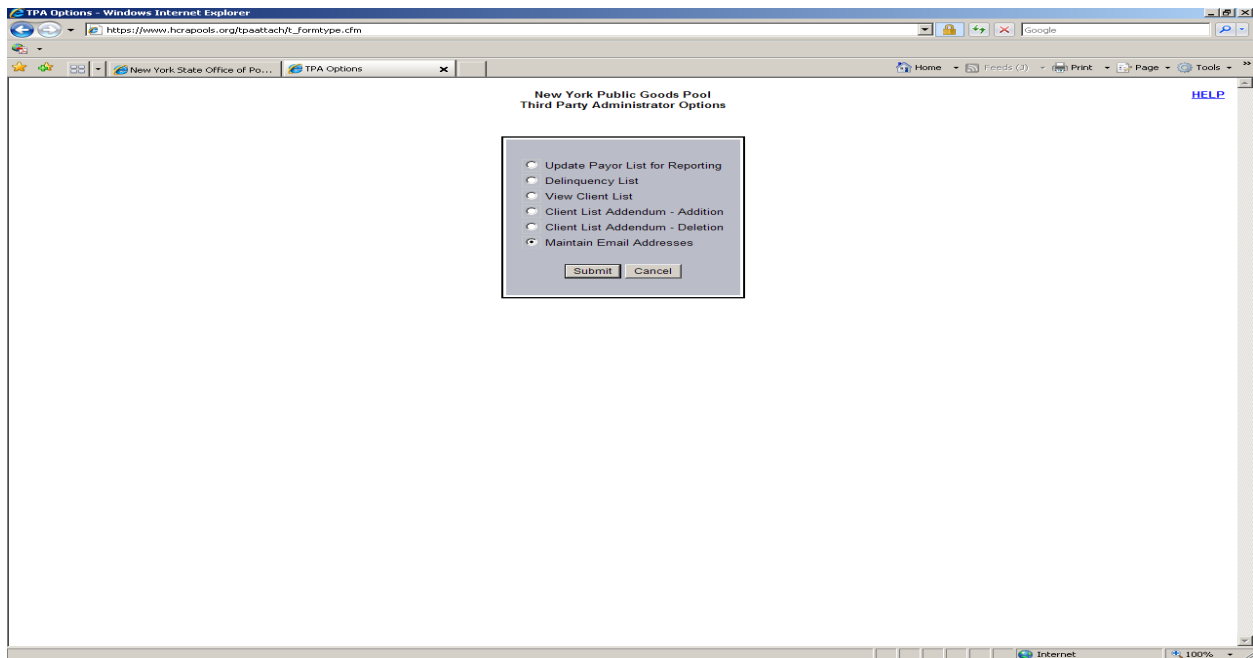 TPA Options - Windows Internet Explorer
https://www.hcrapools.org/tpaattach/t_formtype.cfm
Google
New York State Office of Po...
TPA Options
Home
Feeds (J)
Print
Page
Tools
New York Public Goods Pool
HELP
Third Party Administrator Options
Update Payor List for Reporting
Delinquency List
View Client List
Client List Addendum - Addition
Client List Addendum - Deletion
Maintain Email Addresses
Submit
Cancel
Internet
100%